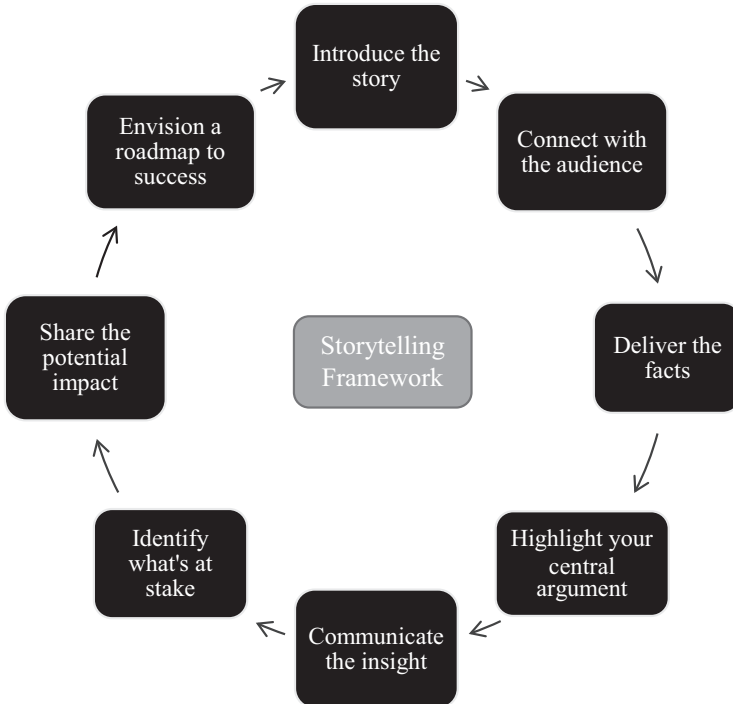 Introduce the
story
Connect with
the audience
Deliver the
facts
Highlight your
central
argument
Communicate
the insight
Identify
what's at
stake
Share the
potential
impact
Envision a
roadmap to
success
Storytelling
Framework